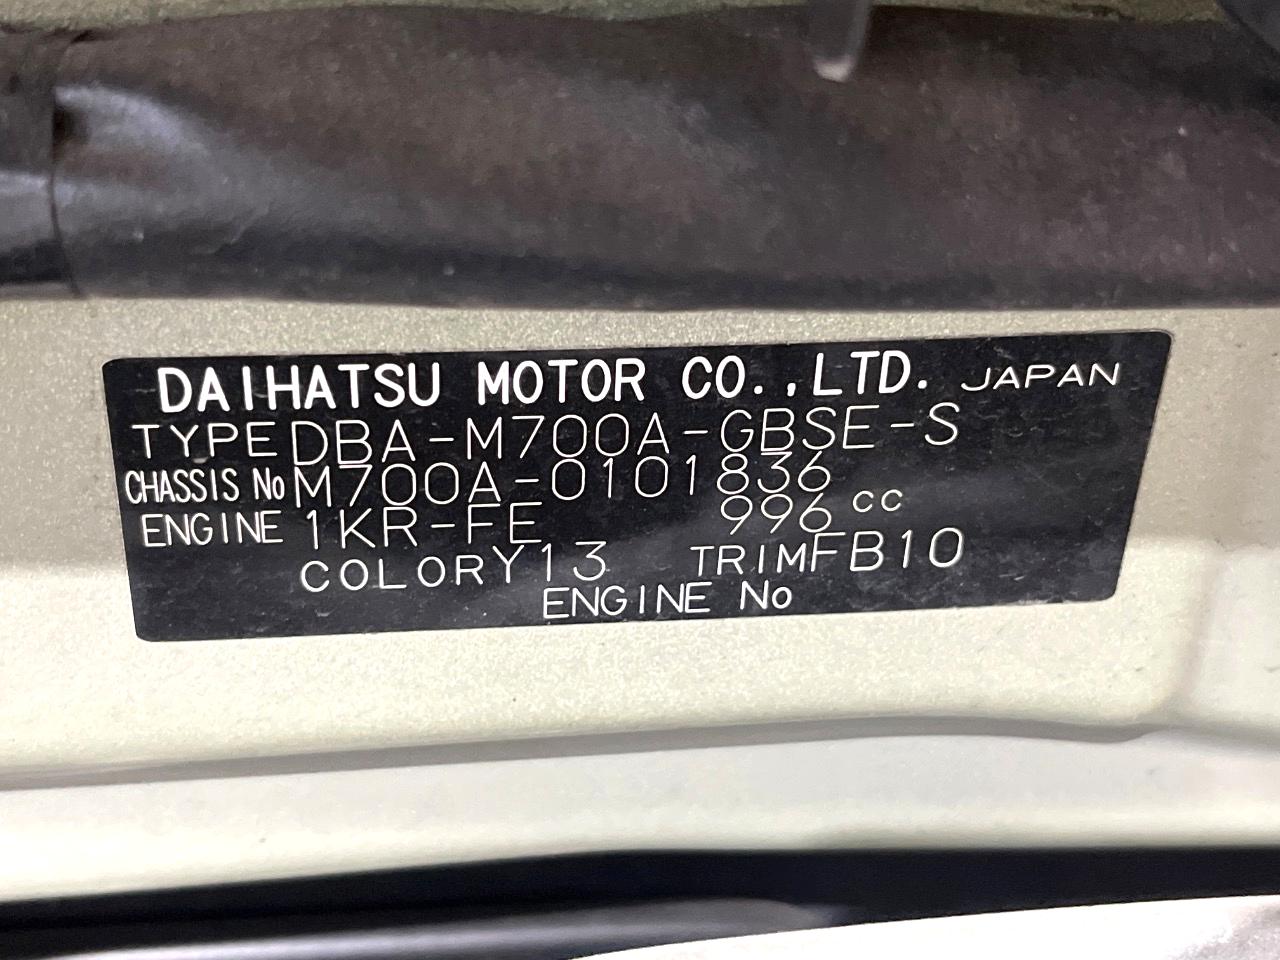 DAIHATSU MOTOR CO.,LTD. JAPAN
TYPE DBA-M700A-GBSE-S
CHASSIS No M700A-0101836
ENGINE 1KR-FE 996 cc
COLOR Y13 TRIM FB10
ENGINE No